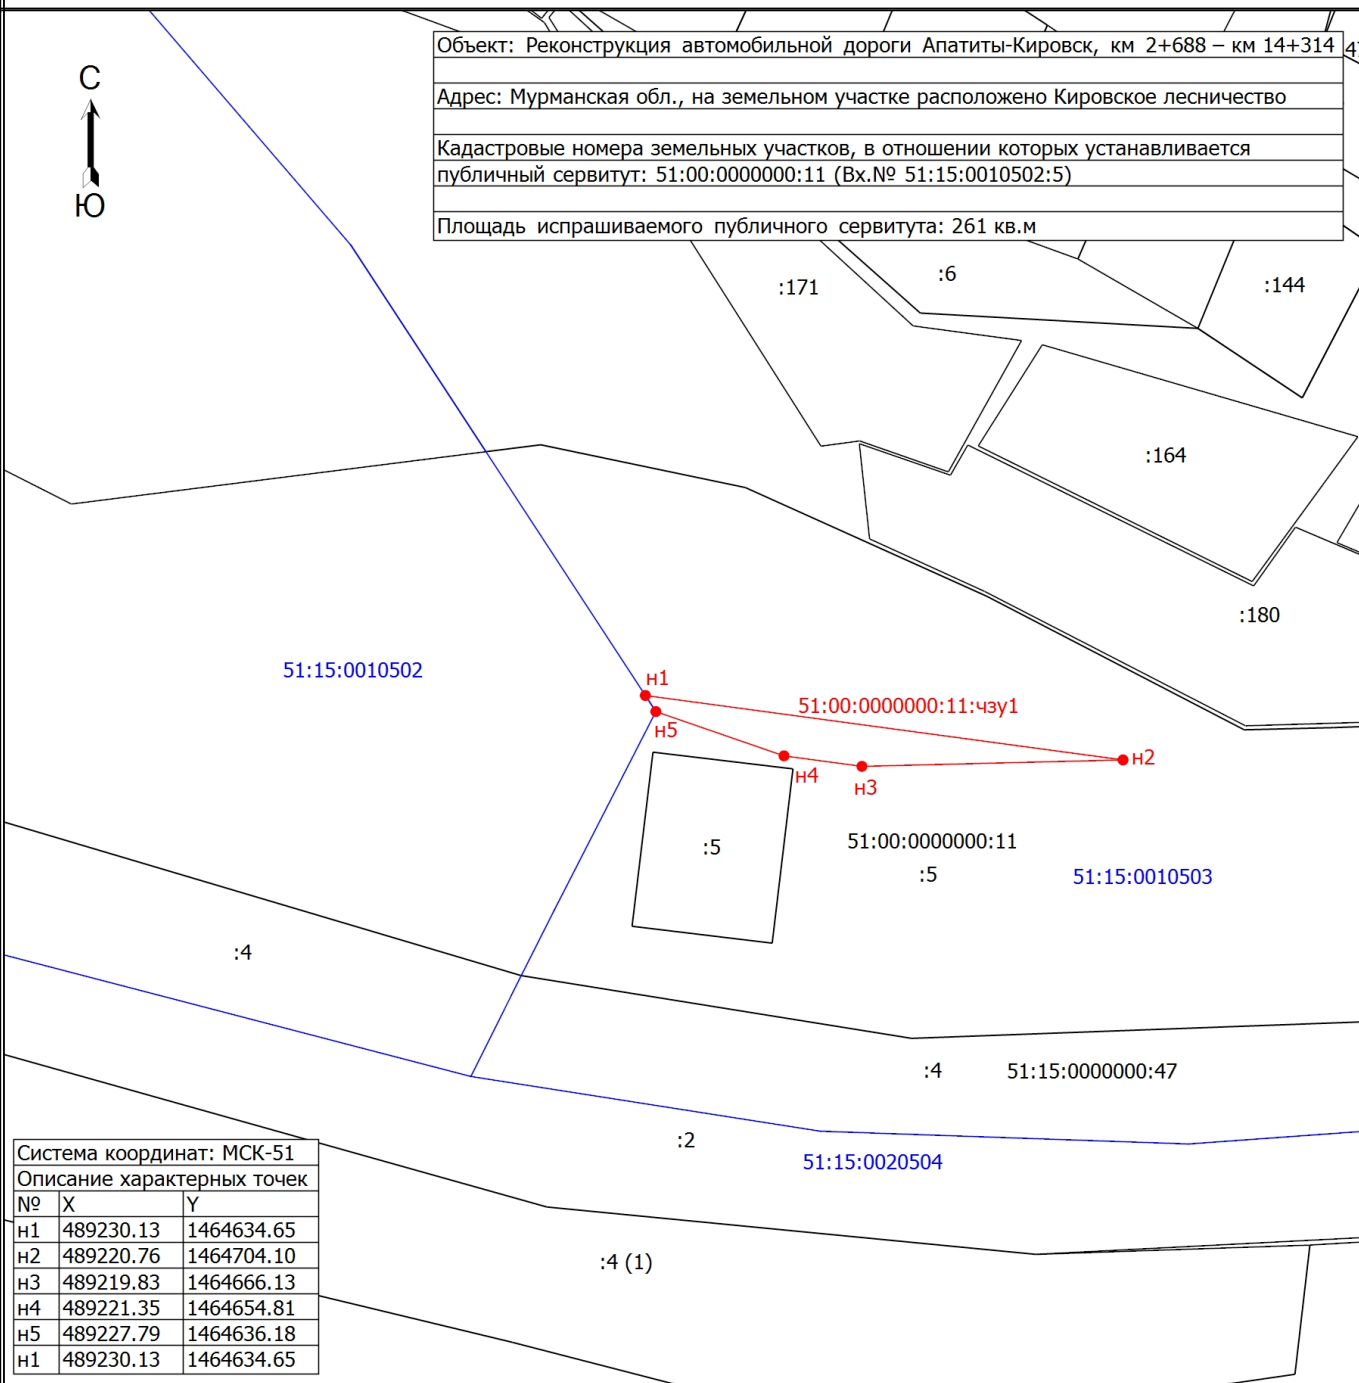 Объект: Реконструкция автомобильной дороги Апатиты-Кировск, км 2+688 – км 14+314
Адрес: Мурманская обл., на земельном участке расположено Кировское лесничество
Кадастровые номера земельных участков, в отношении которых устанавливается
публичный сервитут: 51:00:0000000:11 (Вх.№ 51:15:0010502:5)
Площадь испрашиваемого публичного сервитута: 261 кв.м
С
Ю
:171
:6
:144
:164
:180
51:15:0010502
н1
51:00:0000000:11:чзу1
н5
н2
н4
н3
:5
51:00:0000000:11
:5
51:15:0010503
:4
:4
51:15:0000000:47
:2
51:15:0020504
:4 (1)
Система координат: МСК-51
Описание характерных точек
№ X Y
н1 489230.13 1464634.65
н2 489220.76 1464704.10
н3 489219.83 1464666.13
н4 489221.35 1464654.81
н5 489227.79 1464636.18
н1 489230.13 1464634.65